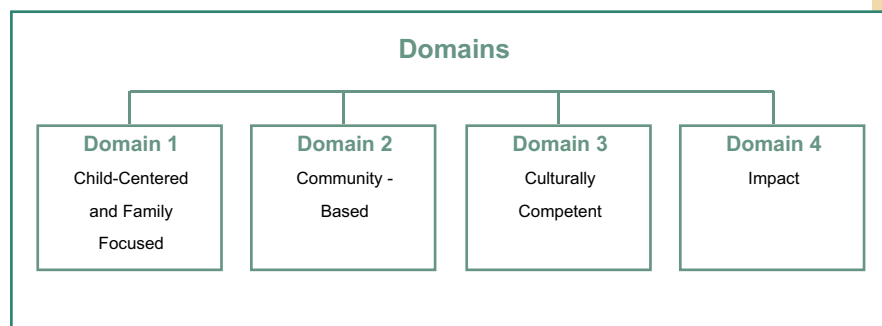 Domains
Domain 1
Child-Centered
and Family
Focused
Domain 2
Community -
Based
Domain 3
Culturally
Competent
Domain 4
Impact